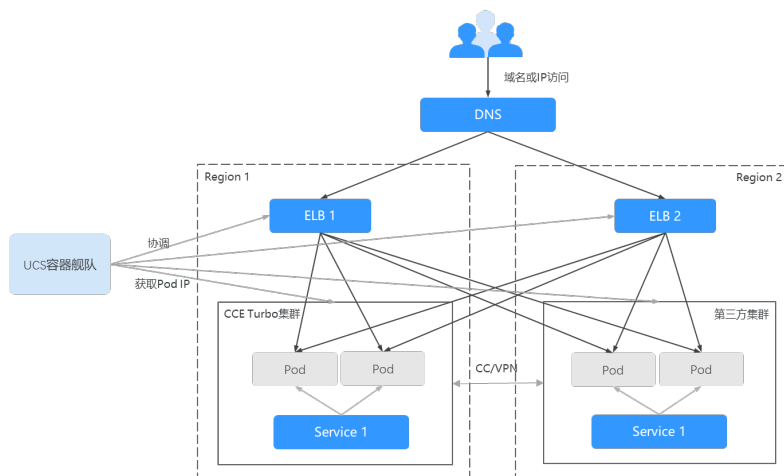 域名或IP访问
DNS
Region 1
Region 2
ELB 1
ELB 2
协调
UCS容器舰队
获取Pod IP
CCE Turbo集群
第三方集群
Pod
Pod
CC/VPN
Pod
Pod
Service 1
Service 1